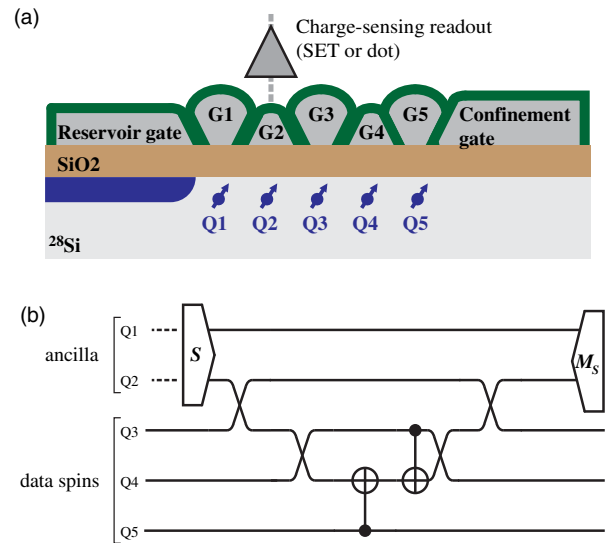 (a)
Charge-sensing readout
(SET or dot)
G1 G2 G3 G4 G5
Reservoir gate
Confinement
gate
SiO2
Q1 Q2 Q3 Q4 Q5
28Si
(b)
Q1
ancilla
S
Ms
Q2
Q3
data spins
Q4
Q5